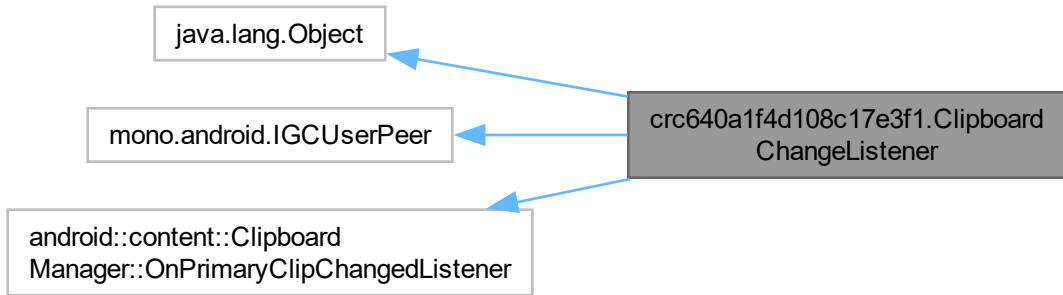 java.lang.Object
mono.android.IGCUserPeer
android::content::Clipboard
Manager::OnPrimaryClipChangedListener
crc640a1f4d108c17e3f1.Clipboard
ChangeListener